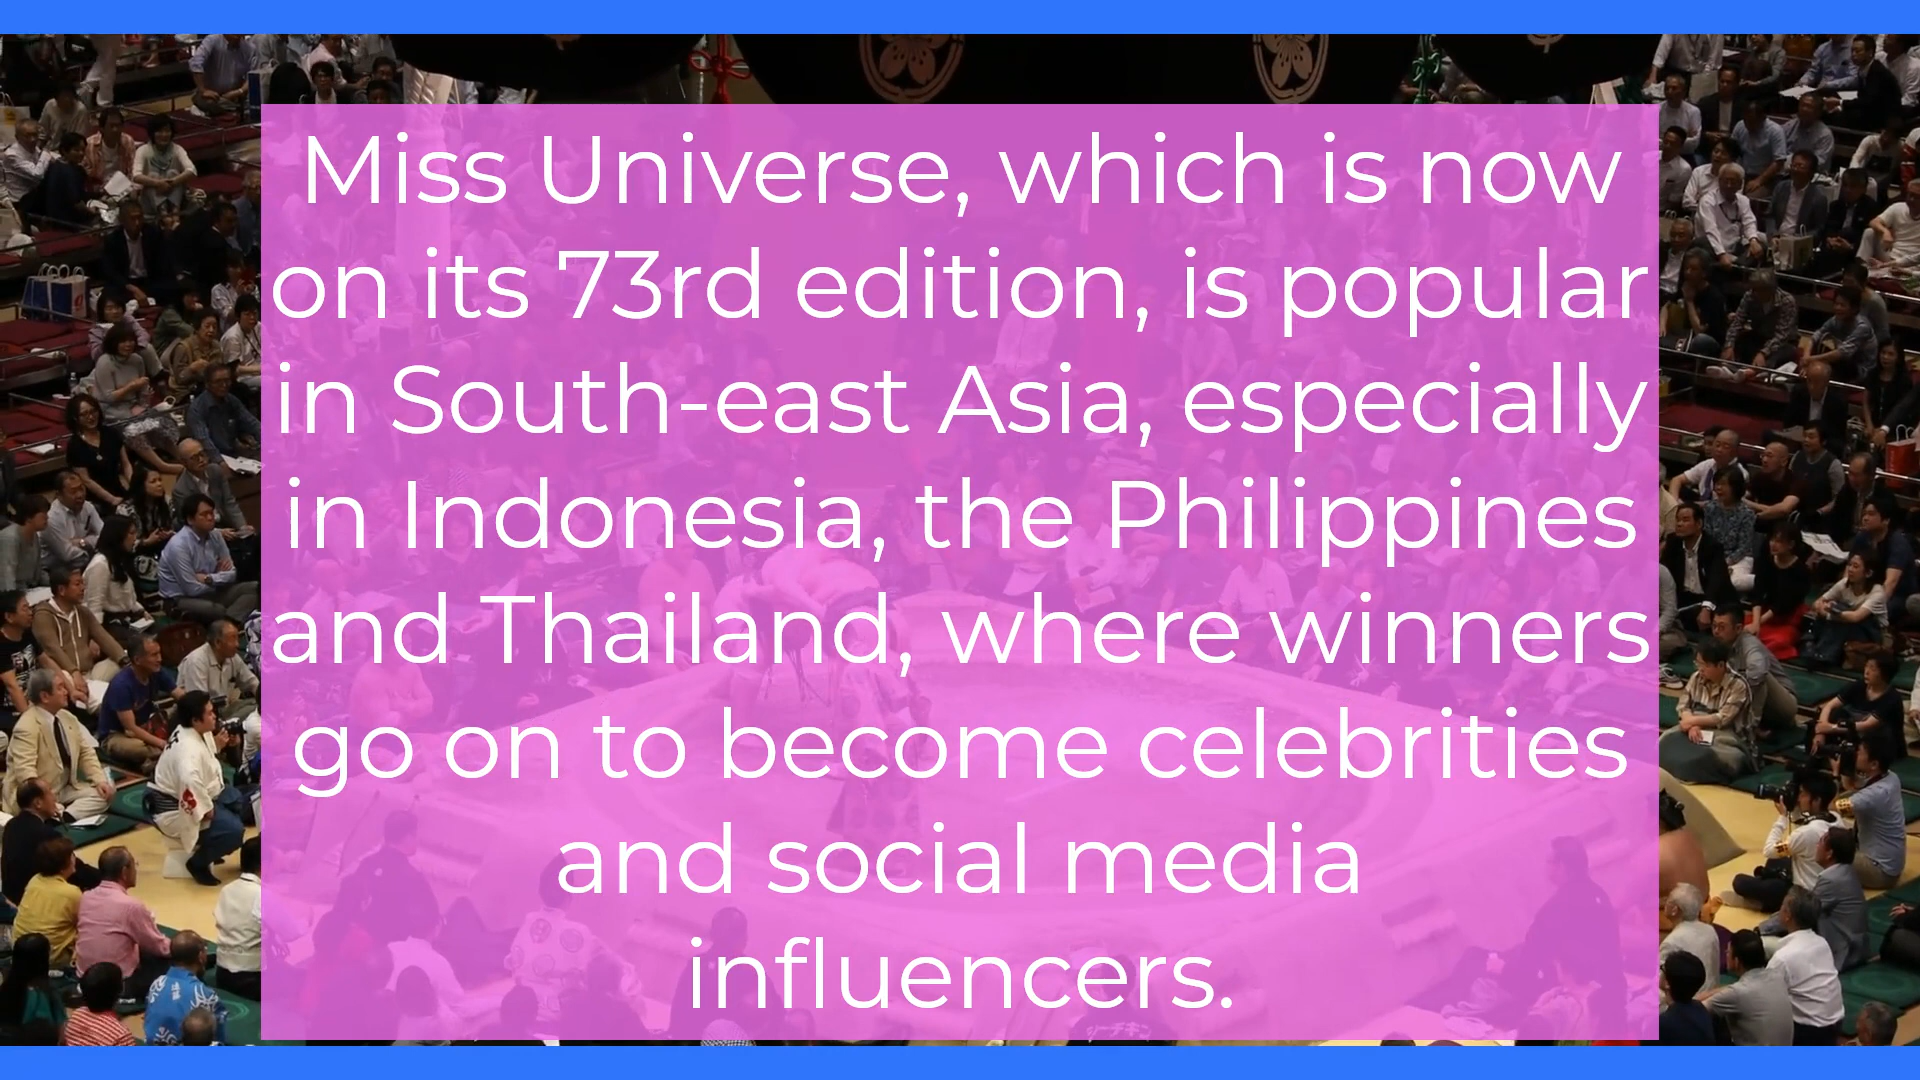 Miss Universe, which is now
on its 73rd edition, is popular
in South-east Asia, especially
in Indonesia, the Philippines
and Thailand, where winners
go on to become celebrities
and social media
influencers.